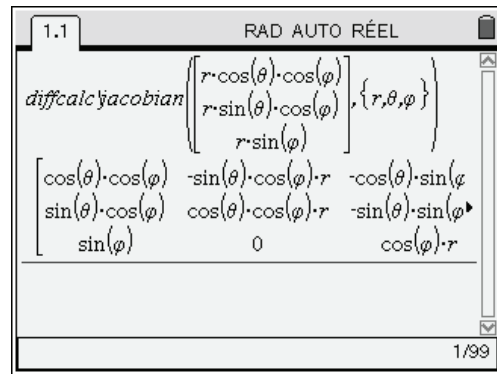 1.1 RAD AUTO RÉEL
r·cos(θ)·cos(φ)
diffcalc\jacobian( r·sin(θ)·cos(φ) ,{r,θ,φ} )
r·sin(φ)
cos(θ)·cos(φ) -sin(θ)·cos(φ)·r -cos(θ)·sin(φ
sin(θ)·cos(φ) cos(θ)·cos(φ)·r -sin(θ)·sin(φ▸
sin(φ) 0 cos(φ)·r
1/99